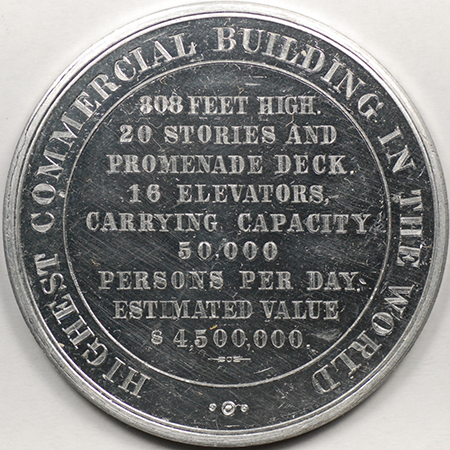 HIGHEST COMMERCIAL BUILDING IN THE WORLD
308 FEET HIGH.
20 STORIES AND
PROMENADE DECK.
16 ELEVATORS,
CARRYING CAPACITY
50,000
PERSONS PER DAY,
ESTIMATED VALUE
$4,500,000.